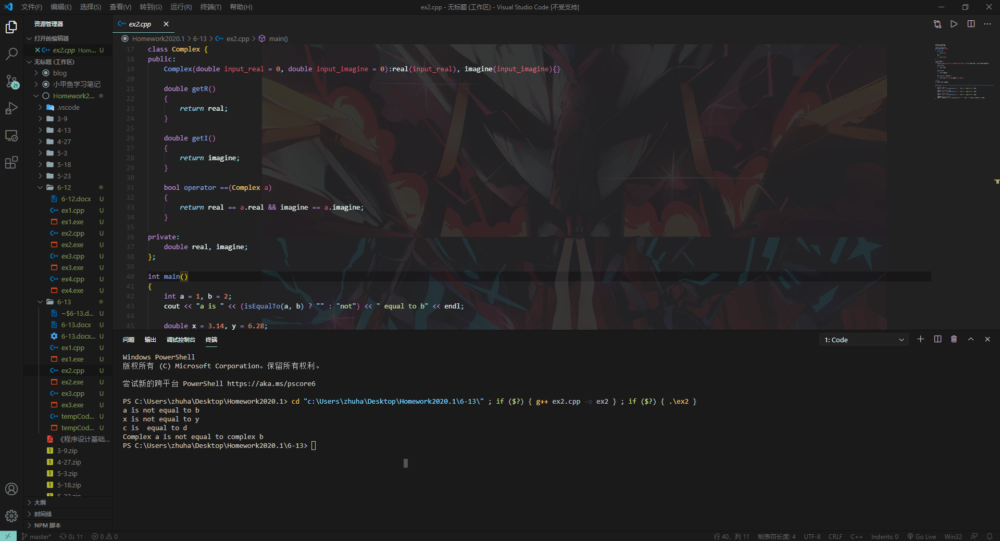 文件(F) 编辑(E) 选择(S) 查看(V) 转到(G) 运行(R) 终端(T) 帮助(H)
ex2.cpp - 无标题 (工作区) - Visual Studio Code [不受支持]
资源管理器
打开的编辑器
ex2.cpp Hom... U
无标题 (工作区)
blog
小甲鱼学习笔记
21
Homework2...
.vscode
3-9
4-13
4-27
5-3
5-18
5-23
6-12
6-12.docx U
ex1.cpp U
ex1.exe U
ex2.cpp U
ex2.exe U
ex3.cpp U
ex3.exe U
ex4.cpp U
ex4.exe U
6-13
~$6-13.d... U
6-13.docx U
6-13.docx... U
ex1.cpp U
ex1.exe U
ex2.cpp U
ex2.exe U
ex3.cpp U
ex3.exe U
tempCod... U
tempCod... U
《程序设计基础...
3-9.zip
4-27.zip
5-3.zip
5-18.zip
大纲
时间线
NPM 脚本
ex2.cpp
Homework2020.1 > 6-13 > ex2.cpp > main()
17 class Complex {
18 public:
19 Complex(double input_real = 0, double input_imagine = 0):real(input_real), imagine(input_imagine){}
20
21 double getR()
22 {
23 return real;
24 }
25
26 double getI()
27 {
28 return imagine;
29 }
30
31 bool operator ==(Complex a)
32 {
33 return real == a.real && imagine == a.imagine;
34 }
35
36 private:
37 double real, imagine;
38 };
39
40 int main()
41 {
42 int a = 1, b = 2;
43 cout << "a is " << (isEqualTo(a, b) ? "" : "not") << " equal to b" << endl;
44
45 double x = 3.14, y = 6.28;
问题 输出 调试控制台 终端
1: Code
Windows PowerShell
版权所有 (C) Microsoft Corporation。保留所有权利。
尝试新的跨平台 PowerShell https://aka.ms/pscore6
PS C:\Users\zhuha\Desktop\Homework2020.1> cd "c:\Users\zhuha\Desktop\Homework2020.1\6-13\" ; if ($?) { g++ ex2.cpp -o ex2 } ; if ($?) { .\ex2 }
a is not equal to b
x is not equal to y
c is  equal to d
Complex a is not equal to complex b
PS C:\Users\zhuha\Desktop\Homework2020.1\6-13>
master* 0↓ 1↑ 0 0
行 40，列 11 制表符长度: 4 UTF-8 CRLF C++ Indents: 0 Go Live Win32